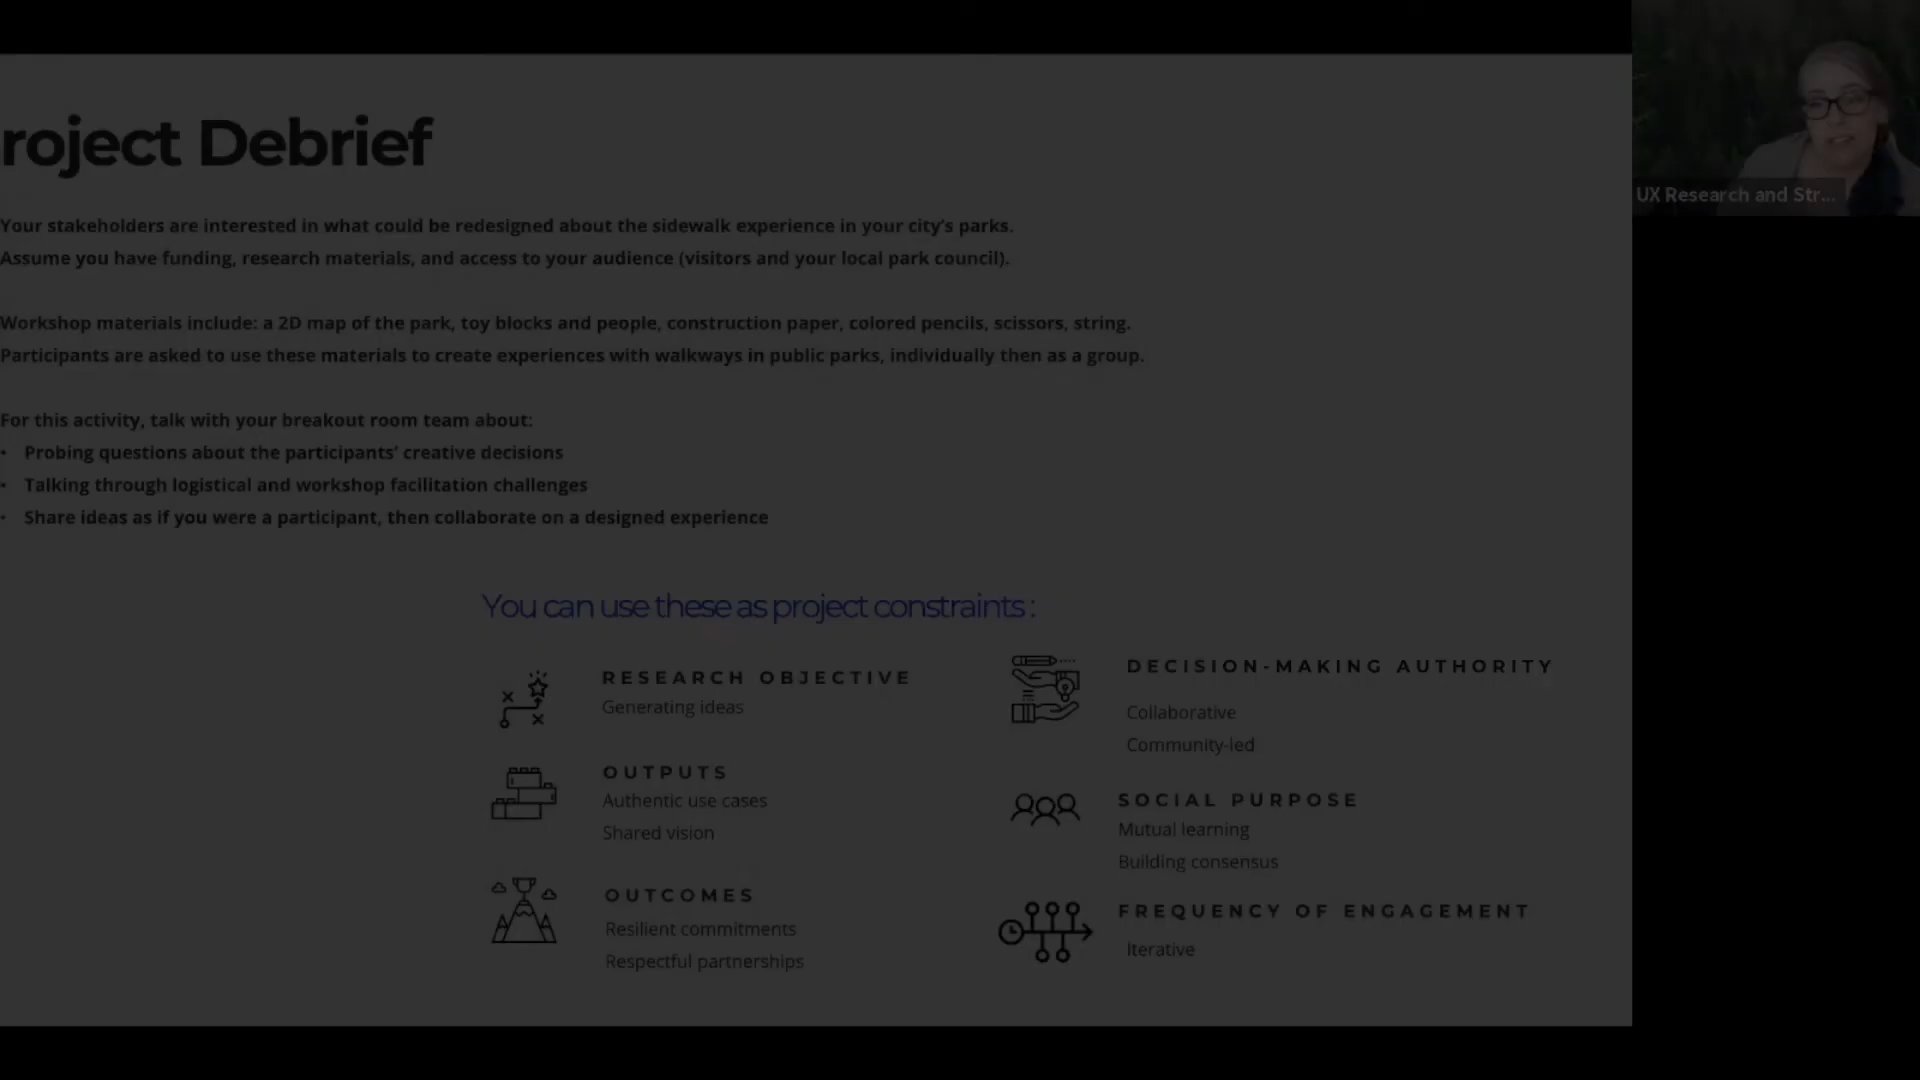 roject Debrief
UX Research and Str...
Your stakeholders are interested in what could be redesigned about the sidewalk experience in your city's parks.
Assume you have funding, research materials, and access to your audience (visitors and your local park council).
Workshop materials include: a 2D map of the park, toy blocks and people, construction paper, colored pencils, scissors, string.
Participants are asked to use these materials to create experiences with walkways in public parks, individually then as a group.
For this activity, talk with your breakout room team about:
• Probing questions about the participants' creative decisions
• Talking through logistical and workshop facilitation challenges
• Share ideas as if you were a participant, then collaborate on a designed experience
You can use these as project constraints :
RESEARCH OBJECTIVE
Generating ideas
OUTPUTS
Authentic use cases
Shared vision
OUTCOMES
Resilient commitments
Respectful partnerships
DECISION-MAKING AUTHORITY
Collaborative
Community-led
SOCIAL PURPOSE
Mutual learning
Building consensus
FREQUENCY OF ENGAGEMENT
Iterative